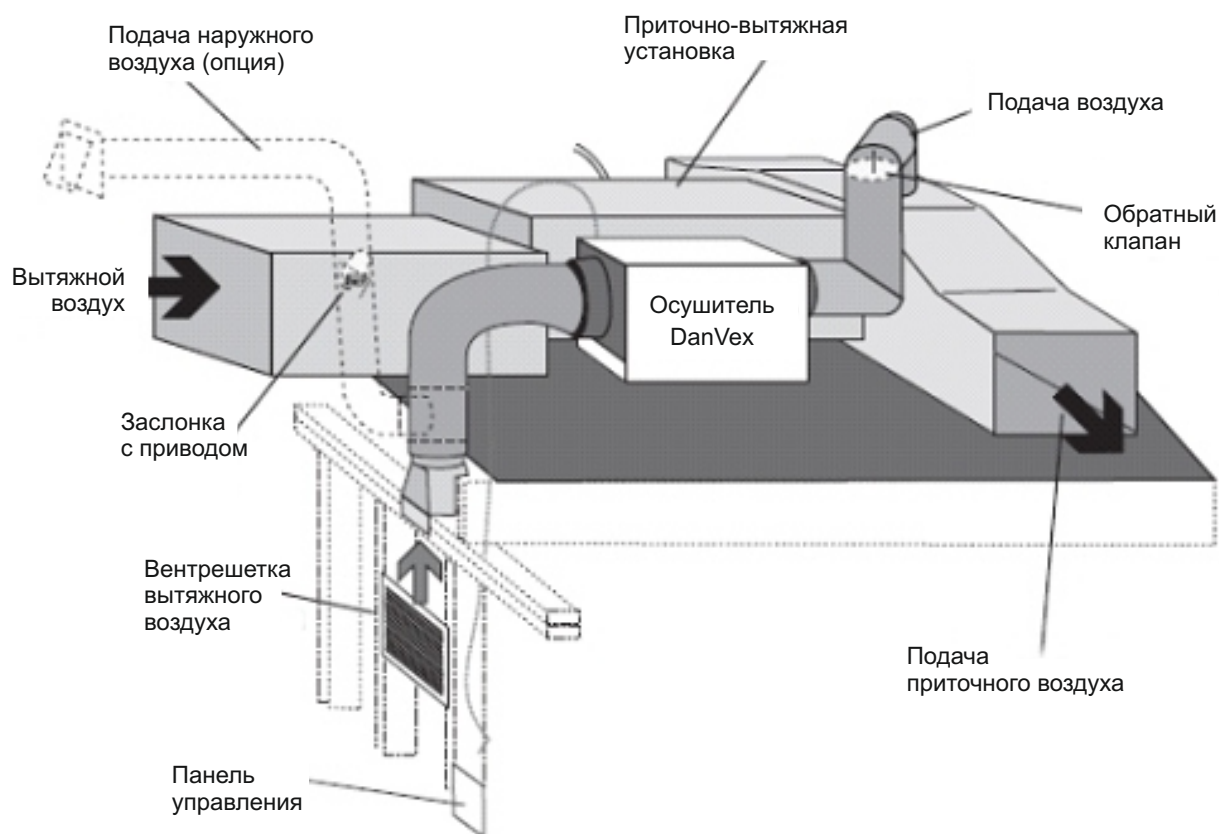 Подача наружного
воздуха (опция)
Приточно-вытяжная
установка
Подача воздуха
Обратный
клапан
Вытяжной
воздух
Осушитель
DanVex
Заслонка
с приводом
Вентрешетка
вытяжного
воздуха
Подача
приточного воздуха
Панель
управления